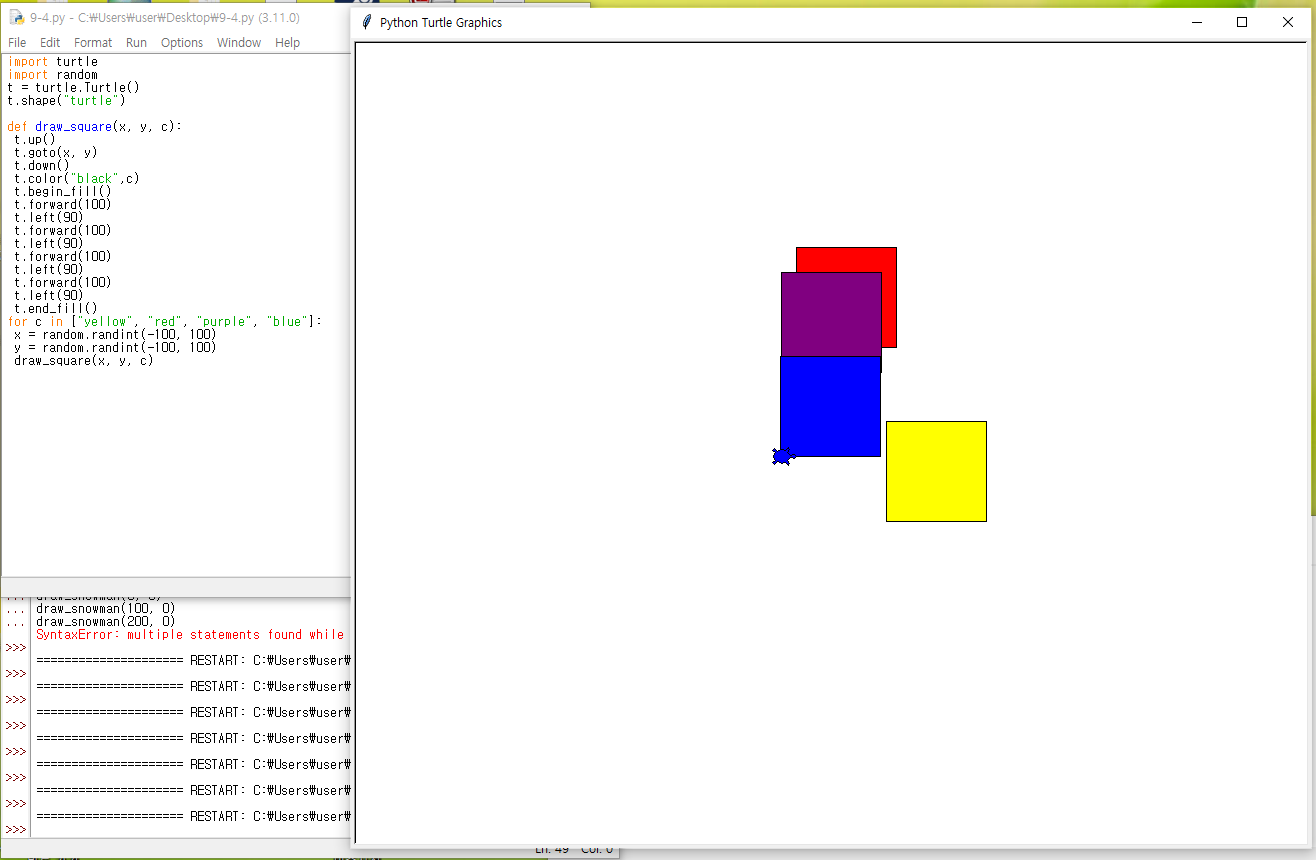 9-4.py - C:₩Users₩user₩Desktop₩9-4.py (3.11.0)
File Edit Format Run Options Window Help
import turtle
import random
t = turtle.Turtle()
t.shape("turtle")
def draw_square(x, y, c):
t.up()
t.goto(x, y)
t.down()
t.color("black",c)
t.begin_fill()
t.forward(100)
t.left(90)
t.forward(100)
t.left(90)
t.forward(100)
t.left(90)
t.forward(100)
t.left(90)
t.end_fill()
for c in ["yellow", "red", "purple", "blue"]:
x = random.randint(-100, 100)
y = random.randint(-100, 100)
draw_square(x, y, c)
... draw_snowman(100, 0)
... draw_snowman(200, 0)
SyntaxError: multiple statements found while
>>>
===================== RESTART: C:₩Users₩user₩
>>>
===================== RESTART: C:₩Users₩user₩
>>>
===================== RESTART: C:₩Users₩user₩
>>>
===================== RESTART: C:₩Users₩user₩
>>>
===================== RESTART: C:₩Users₩user₩
>>>
===================== RESTART: C:₩Users₩user₩
>>>
===================== RESTART: C:₩Users₩user₩
>>>
Ln: 49 Col: 0
Python Turtle Graphics